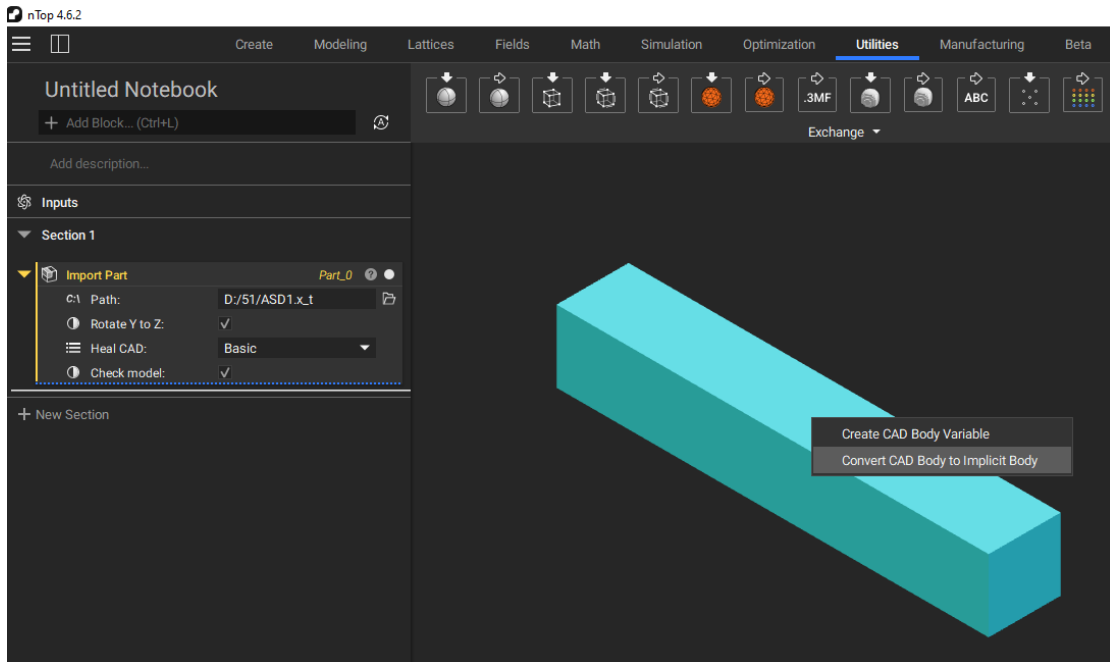 nTop 4.6.2
Create Modeling Lattices Fields Math Simulation Optimization Utilities Manufacturing Beta
Untitled Notebook
+ Add Block... (Ctrl+L)
.3MF
ABC
Exchange
Add description...
Inputs
Section 1
Import Part Part_0
C:\ Path: D:/51/ASD1.x_t
Rotate Y to Z:
Heal CAD: Basic
Check model:
+ New Section
Create CAD Body Variable
Convert CAD Body to Implicit Body